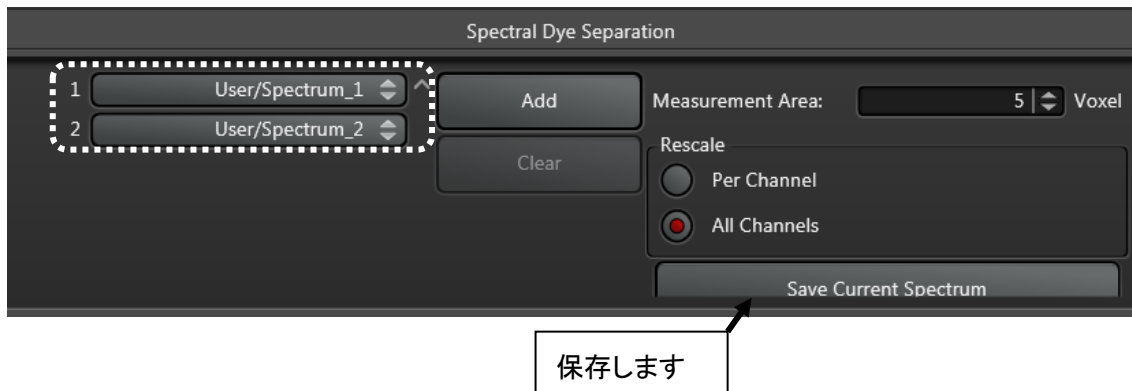 Spectral Dye Separation
1 User/Spectrum_1
2 User/Spectrum_2
Add
Clear
Measurement Area: 5 Voxel
Rescale
Per Channel
All Channels
Save Current Spectrum
保存します